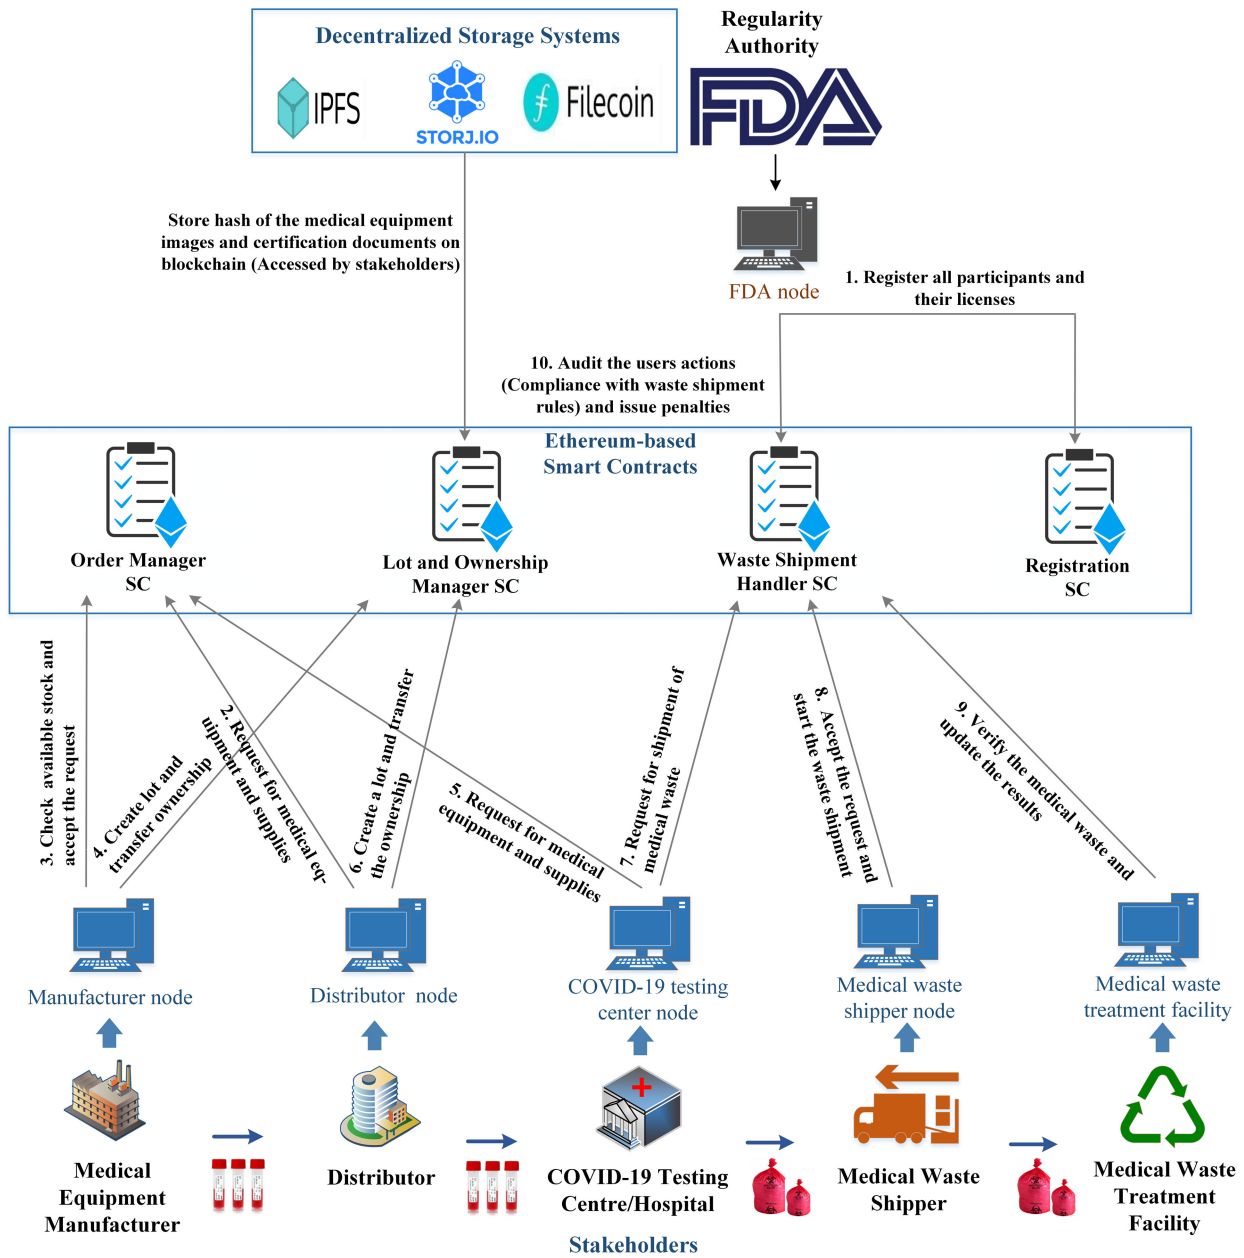 Decentralized Storage Systems
IPFS
STORJ.IO
Filecoin
Regularity
Authority
FDA
FDA node
Store hash of the medical equipment
images and certification documents on
blockchain (Accessed by stakeholders)
1. Register all participants and
their licenses
10. Audit the users actions
(Compliance with waste shipment
rules) and issue penalties
Ethereum-based
Smart Contracts
Order Manager
SC
Lot and Ownership
Manager SC
Waste Shipment
Handler SC
Registration
SC
3. Check available stock and
accept the request
4. Create lot and
transfer ownership
2. Request for medical eq-
uipment and supplies
6. Create a lot and transfer
the ownership
5. Request for medical
equipment and supplies
7. Request for shipment of
medical waste
8. Accept the request and
start the waste shipment
9. Verify the medical waste and
update the results
Manufacturer node
Distributor node
COVID-19 testing
center node
Medical waste
shipper node
Medical waste
treatment facility
Medical
Equipment
Manufacturer
Distributor
COVID-19 Testing
Centre/Hospital
Medical Waste
Shipper
Medical Waste
Treatment
Facility
Stakeholders